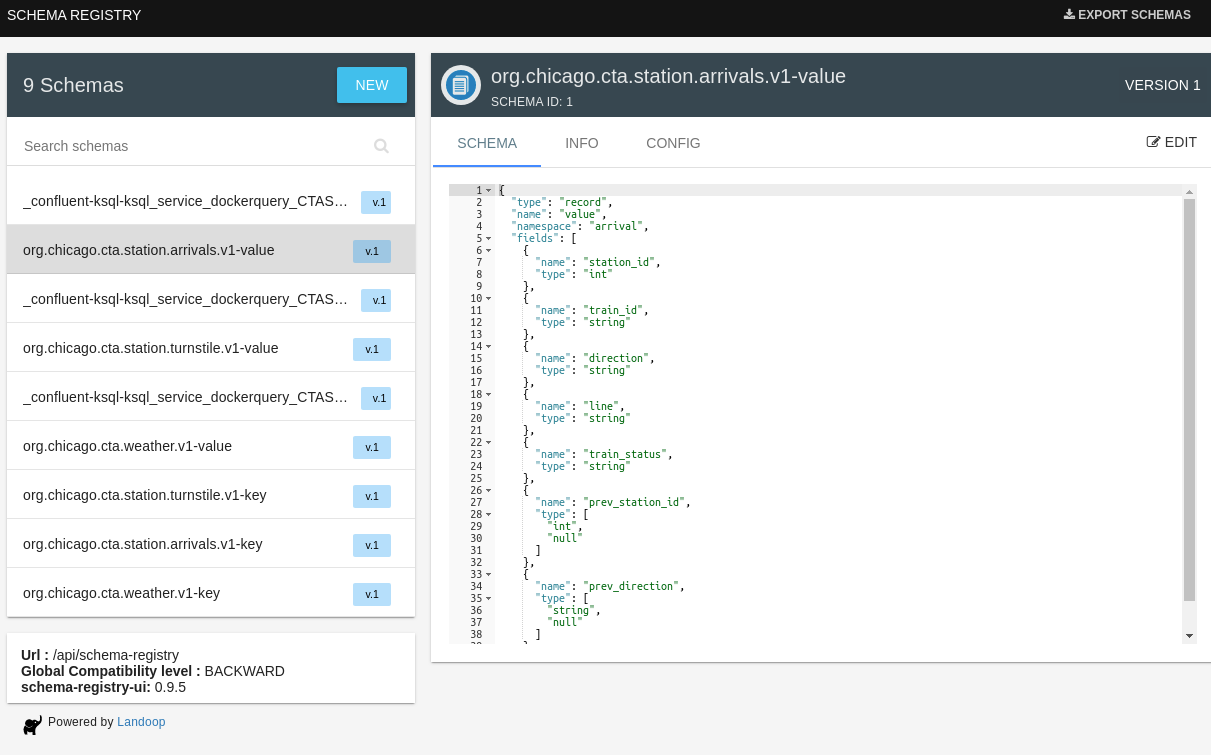 SCHEMA REGISTRY
EXPORT SCHEMAS
9 Schemas
NEW
Search schemas
_confluent-ksql-ksql_service_dockerquery_CTAS… v.1
org.chicago.cta.station.arrivals.v1-value v.1
_confluent-ksql-ksql_service_dockerquery_CTAS… v.1
org.chicago.cta.station.turnstile.v1-value v.1
_confluent-ksql-ksql_service_dockerquery_CTAS… v.1
org.chicago.cta.weather.v1-value v.1
org.chicago.cta.station.turnstile.v1-key v.1
org.chicago.cta.station.arrivals.v1-key v.1
org.chicago.cta.weather.v1-key v.1
Url : /api/schema-registry
Global Compatibility level : BACKWARD
schema-registry-ui: 0.9.5
Powered by Landoop
org.chicago.cta.station.arrivals.v1-value
SCHEMA ID: 1
VERSION 1
SCHEMA INFO CONFIG
EDIT
1 {
2 "type": "record",
3 "name": "value",
4 "namespace": "arrival",
5 "fields": [
6 {
7 "name": "station_id",
8 "type": "int"
9 },
10 {
11 "name": "train_id",
12 "type": "string"
13 },
14 {
15 "name": "direction",
16 "type": "string"
17 },
18 {
19 "name": "line",
20 "type": "string"
21 },
22 {
23 "name": "train_status",
24 "type": "string"
25 },
26 {
27 "name": "prev_station_id",
28 "type": [
29 "int",
30 "null"
31 ]
32 },
33 {
34 "name": "prev_direction",
35 "type": [
36 "string",
37 "null"
38 ]